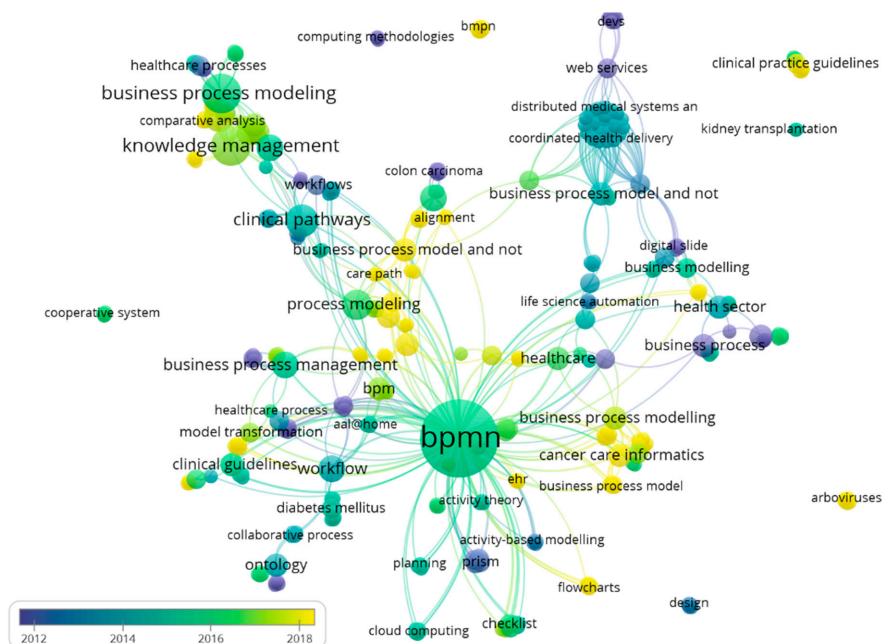 devs
bmpn
computing methodologies
clinical practice guidelines
healthcare processes
web services
business process modeling
distributed medical systems an
comparative analysis
kidney transplantation
coordinated health delivery
knowledge management
colon carcinoma
workflows
business process model and not
clinical pathways
alignment
business process model and not
digital slide
care path
business modelling
process modeling
life science automation
health sector
cooperative system
business process
healthcare
business process management
bpm
healthcare process
business process modelling
aal@home
model transformation
bpmn
cancer care informatics
clinical guidelines
workflow
ehr
business process model
activity theory
arboviruses
diabetes mellitus
collaborative process
activity-based modelling
ontology
planning
prism
flowcharts
design
checklist
cloud computing
2012 2014 2016 2018